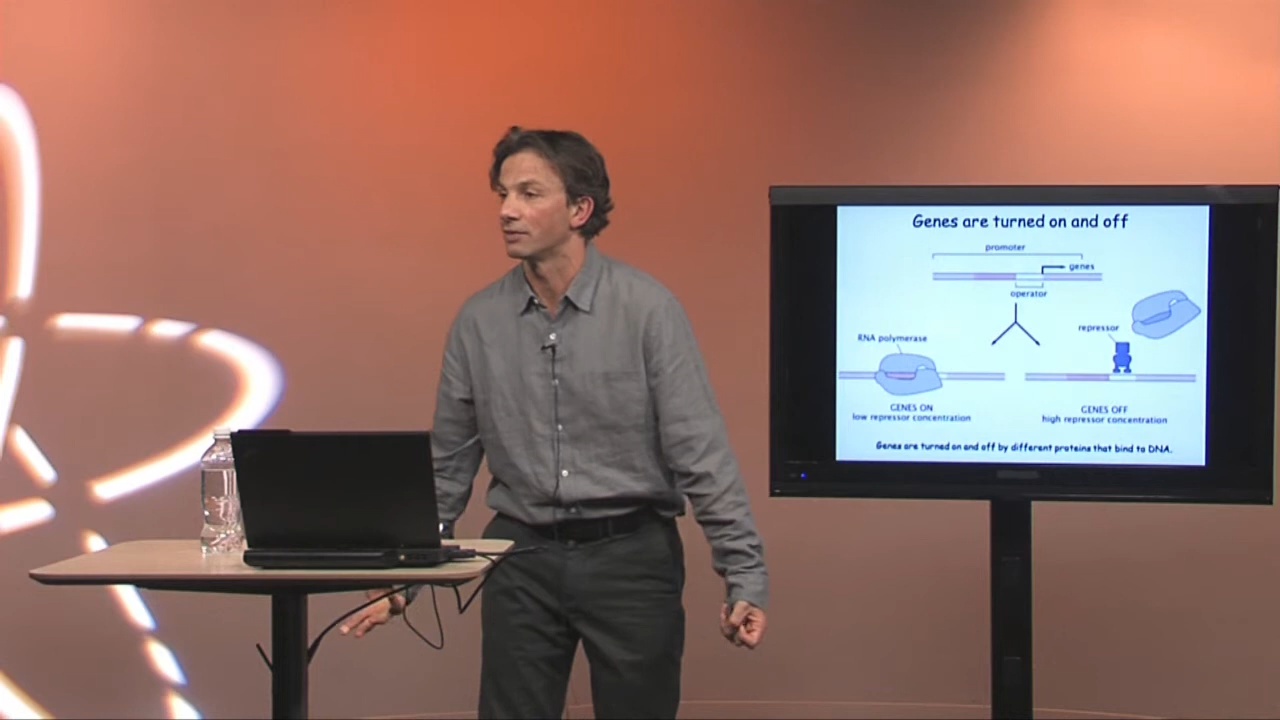 Genes are turned on and off
promoter
genes
operator
repressor
RNA polymerase
GENES ON
low repressor concentration
GENES OFF
high repressor concentration
Genes are turned on and off by different proteins that bind to DNA.